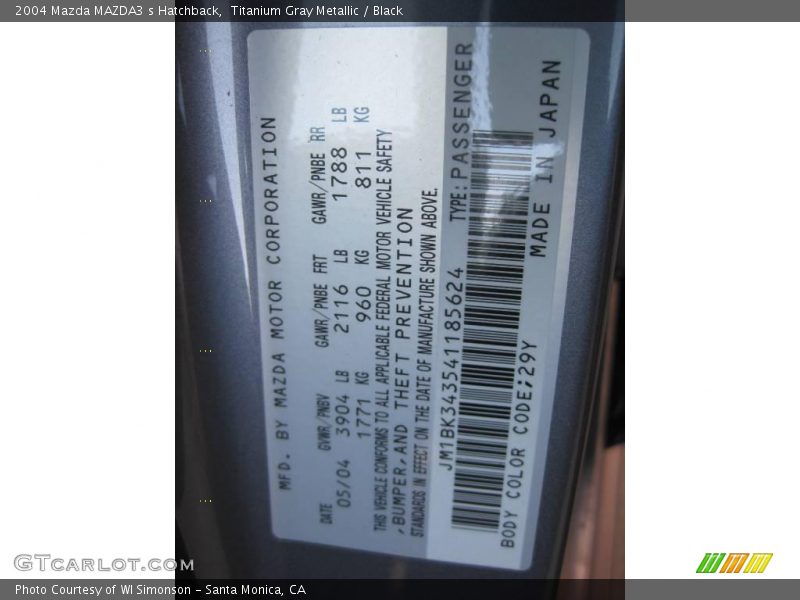 2004 Mazda MAZDA3 s Hatchback, Titanium Gray Metallic / Black
MFD. BY MAZDA MOTOR CORPORATION
DATE GVWR/PNBV GAWR/PNBE FRT GAWR/PNBE RR
05/04 3904 LB 2116 LB 1788 LB
1771 KG 960 KG 811 KG
THIS VEHICLE CONFORMS TO ALL APPLICABLE FEDERAL MOTOR VEHICLE SAFETY
,BUMPER,AND THEFT PREVENTION
STANDARDS IN EFFECT ON THE DATE OF MANUFACTURE SHOWN ABOVE.
JM1BK343541185624 TYPE:PASSENGER
BODY COLOR CODE;29Y MADE IN JAPAN
GTcarlot.com
Photo Courtesy of WI Simonson - Santa Monica, CA